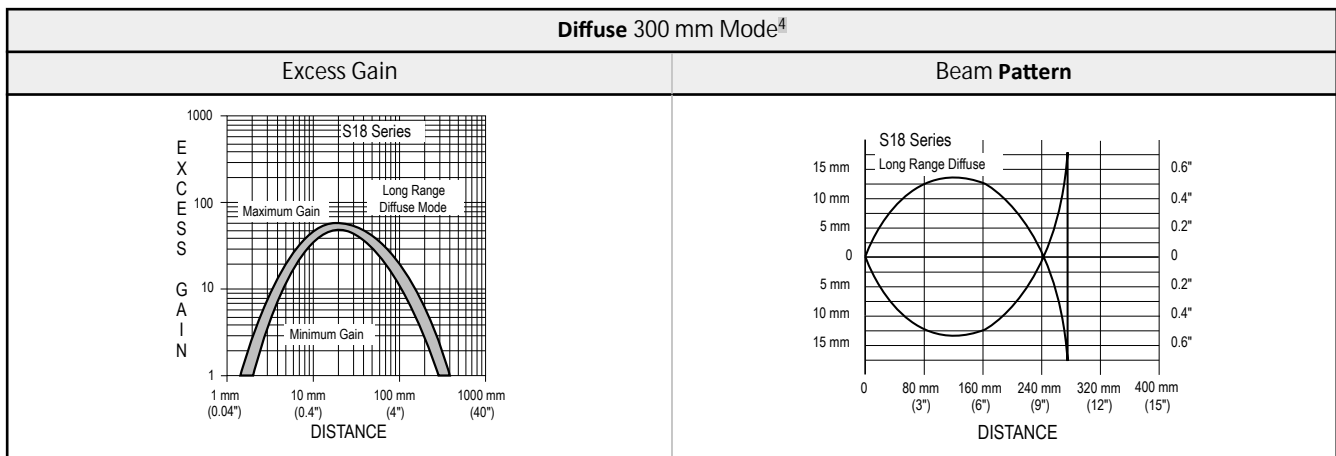 Diffuse 300 mm Mode4
Excess Gain
Beam Pattern
1000
100
10
1
EXCESS GAIN
S18 Series
Long Range
Diffuse Mode
Maximum Gain
Minimum Gain
1 mm
(0.04")
10 mm
(0.4")
100 mm
(4")
1000 mm
(40")
DISTANCE
S18 Series
Long Range Diffuse
15 mm
10 mm
5 mm
0
5 mm
10 mm
15 mm
0.6"
0.4"
0.2"
0
0.2"
0.4"
0.6"
0
80 mm
(3")
160 mm
(6")
240 mm
(9")
320 mm
(12")
400 mm
(15")
DISTANCE